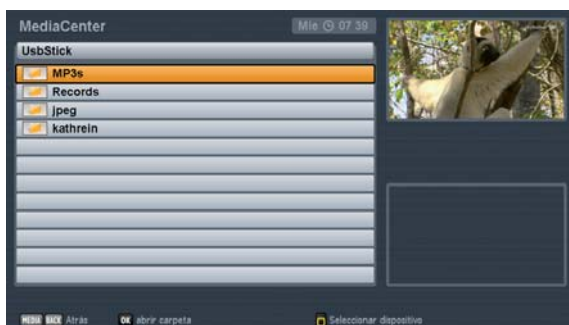 MediaCenter Mie 07 39
UsbStick
MP3s
Records
jpeg
kathrein
MEDIA BACK Atrás OK abrir carpeta Seleccionar dispositivo